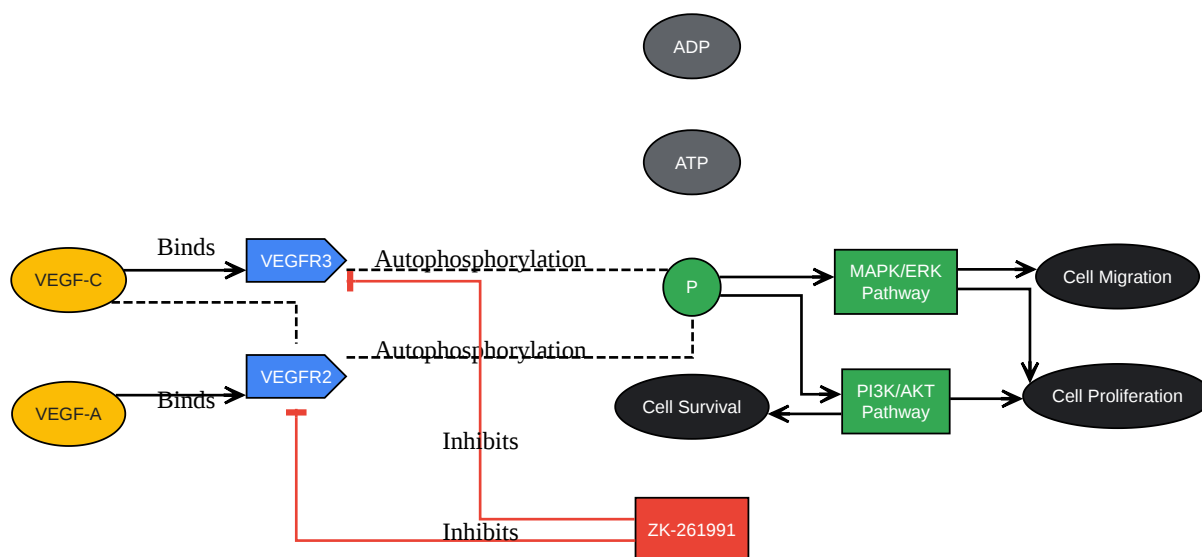 ADP
ATP
Binds
VEGFR3
Autophosphorylation
VEGF-C
P
MAPK/ERK
Pathway
Cell Migration
Autophosphorylation
VEGFR2
VEGF-A
Binds
Cell Survival
PI3K/AKT
Pathway
Cell Proliferation
Inhibits
Inhibits
ZK-261991